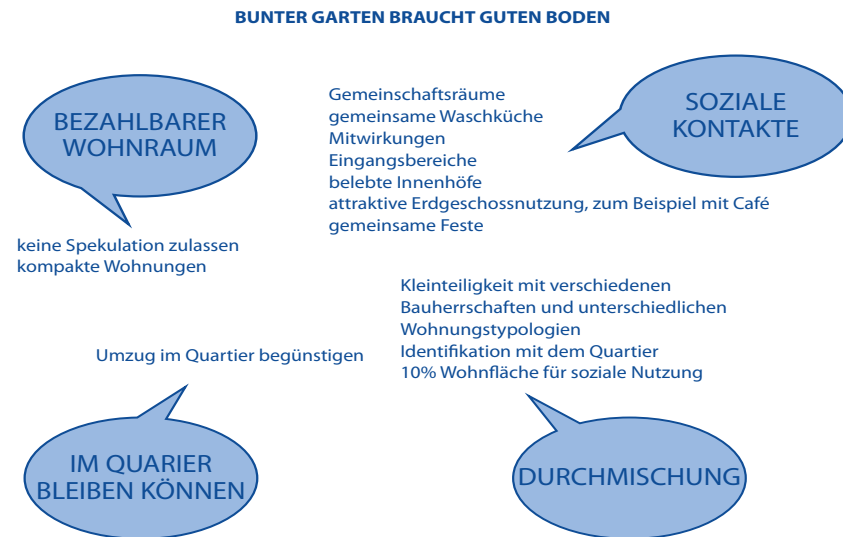 BUNTER GARTEN BRAUCHT GUTEN BODEN
BEZAHLBARER
WOHNRAUM
keine Spekulation zulassen
kompakte Wohnungen
SOZIALE
KONTAKTE
Gemeinschaftsräume
gemeinsame Waschküche
Mitwirkungen
Eingangsbereiche
belebte Innenhöfe
attraktive Erdgeschossnutzung, zum Beispiel mit Café
gemeinsame Feste
Umzug im Quartier begünstigen
IM QUARIER
BLEIBEN KÖNNEN
Kleinteiligkeit mit verschiedenen
Bauherrschaften und unterschiedlichen
Wohnungstypologien
Identifikation mit dem Quartier
10% Wohnfläche für soziale Nutzung
DURCHMISCHUNG